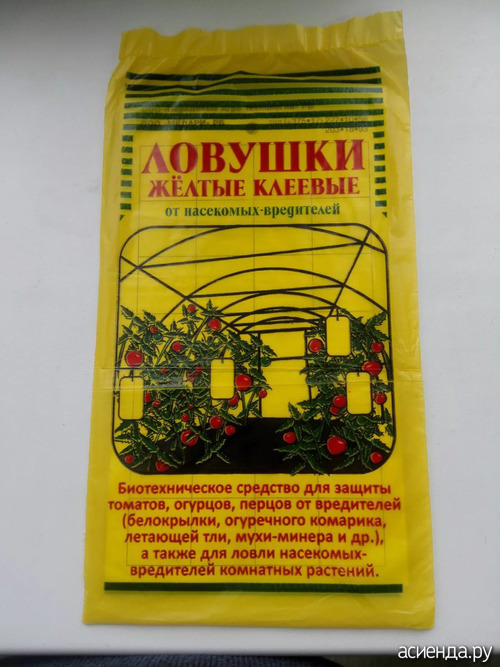 ЛОВУШКИ
ЖЁЛТЫЕ КЛЕЕВЫЕ
от насекомых-вредителей
Биотехническое средство для защиты
томатов, огурцов, перцов от вредителей
(белокрылки, огуречного комарика,
летающей тли, мухи-минера и др.),
а также для ловли насекомых-
вредителей комнатных растений.
асиенда.ру